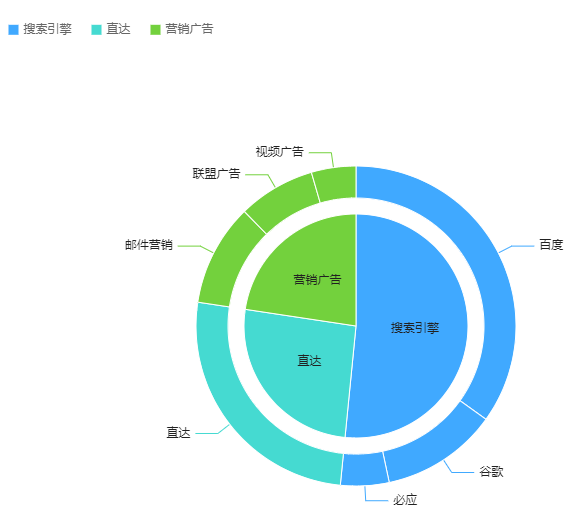 搜索引擎
直达
营销广告
视频广告
联盟广告
邮件营销
百度
营销广告
搜索引擎
直达
直达
谷歌
必应